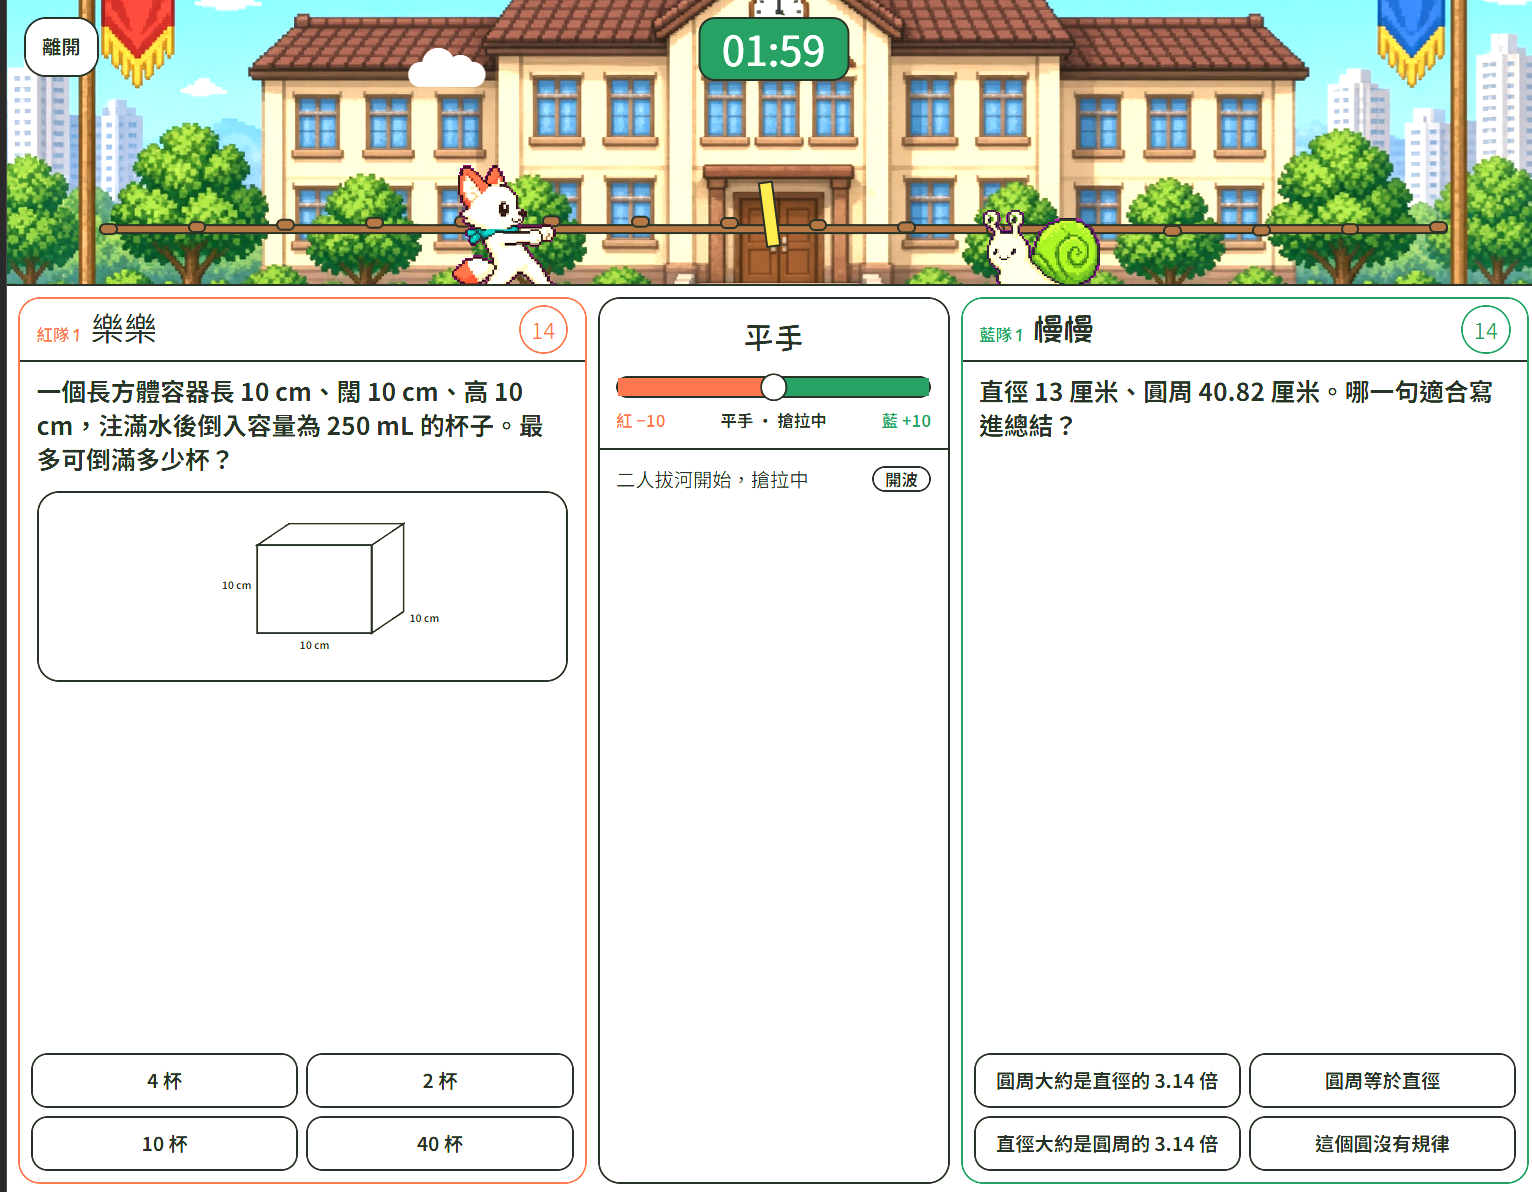 離開
01:59
紅隊 1 樂樂 14
一個長方體容器長 10 cm、闊 10 cm、高 10
cm，注滿水後倒入容量為 250 mL 的杯子。最
多可倒滿多少杯？
10 cm
10 cm
10 cm
4 杯
2 杯
10 杯
40 杯
平手
紅 −10 平手・搶拉中 藍 +10
二人拔河開始，搶拉中 開波
藍隊 1 慢慢 14
直徑 13 厘米、圓周 40.82 厘米。哪一句適合寫
進總結？
圓周大約是直徑的 3.14 倍
圓周等於直徑
直徑大約是圓周的 3.14 倍
這個圓沒有規律